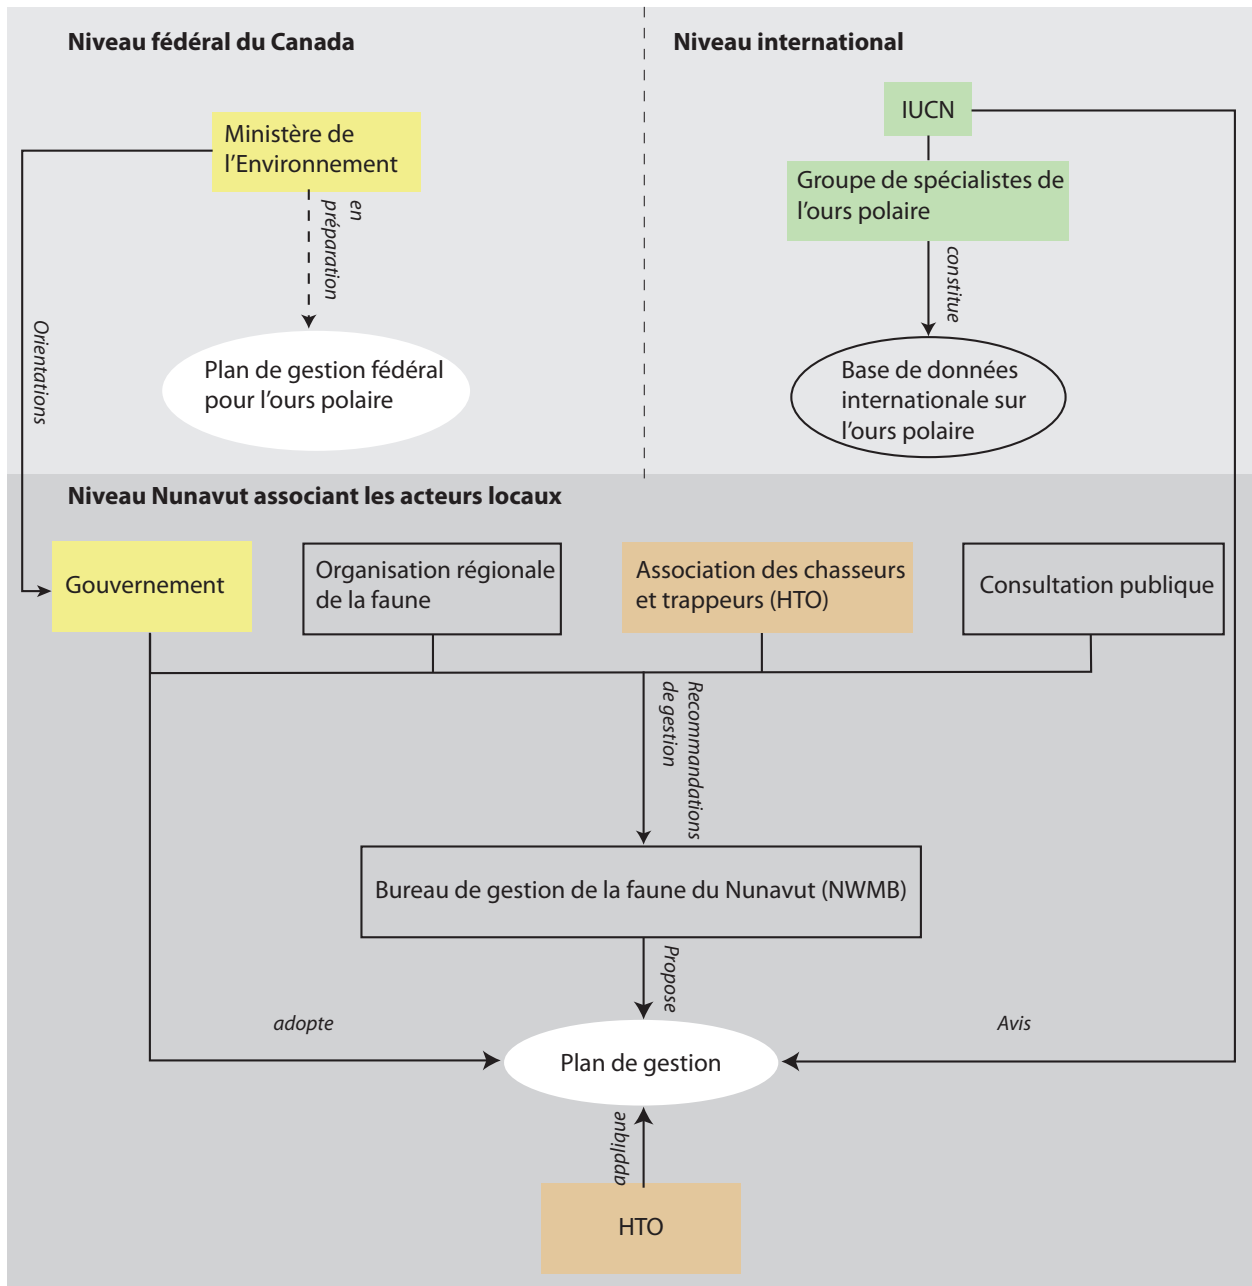 Niveau fédéral du Canada
Ministère de
l'Environnement
en
préparation
Orientations
Plan de gestion fédéral
pour l'ours polaire
Niveau international
IUCN
Groupe de spécialistes de
l'ours polaire
constitue
Base de données
internationale sur
l'ours polaire
Niveau Nunavut associant les acteurs locaux
Gouvernement
Organisation régionale
de la faune
Association des chasseurs
et trappeurs (HTO)
Consultation publique
Recommandations
de gestion
Bureau de gestion de la faune du Nunavut (NWMB)
Propose
adopte
Avis
Plan de gestion
applique
HTO